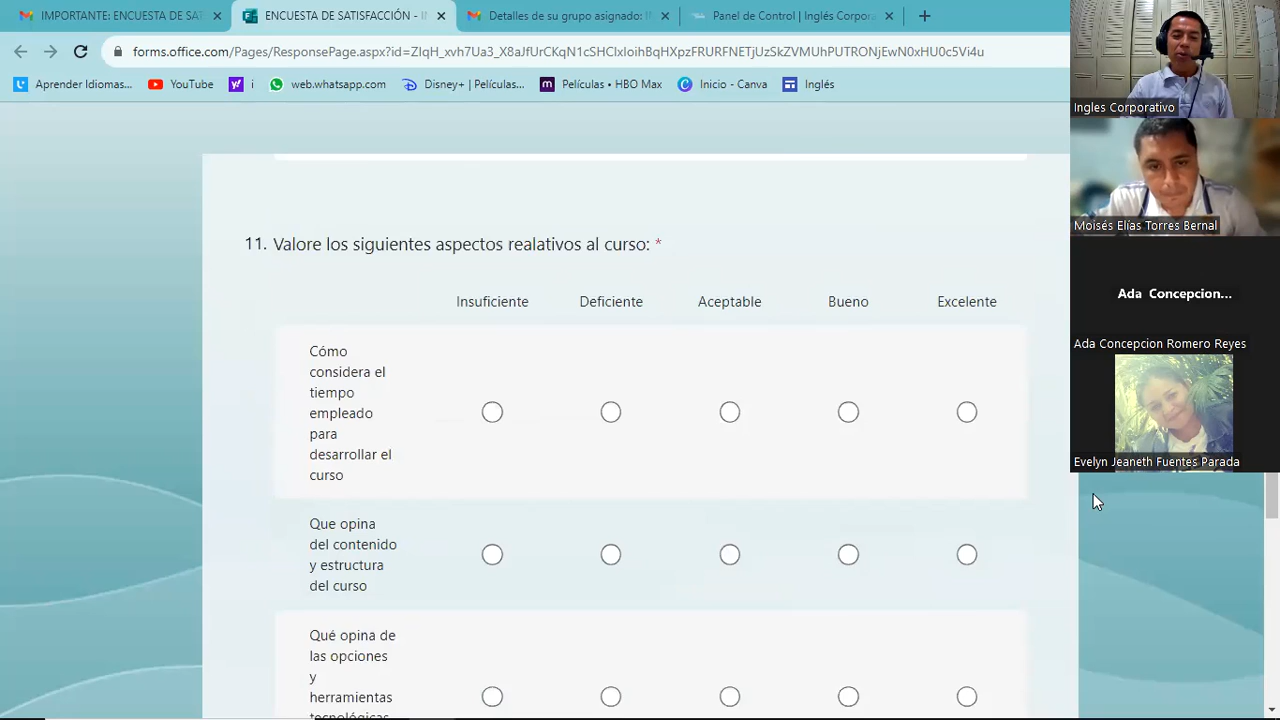 IMPORTANTE: ENCUESTA DE SAT
ENCUESTA DE SATISFACCIÓN - IN
Detalles de su grupo asignado: I
Panel de Control | Inglés Corpora
forms.office.com/Pages/ResponsePage.aspx?id=
Aprender Idiomas...
YouTube
i
web.whatsapp.com
Disney+ | Películas...
Películas • HBO Max
Inicio - Canva
Inglés
11. Valore los siguientes aspectos realativos al curso: *
Insuficiente Deficiente Aceptable Bueno Excelente
Cómo
considera el
tiempo
empleado
para
desarrollar el
curso
Que opina
del contenido
y estructura
del curso
Qué opina de
las opciones
y
herramientas
tecnológicas
Ingles Corporativo
Moisés Elías Torres Bernal
Ada Concepcion...
Ada Concepcion Romero Reyes
Evelyn Jeaneth Fuentes Parada